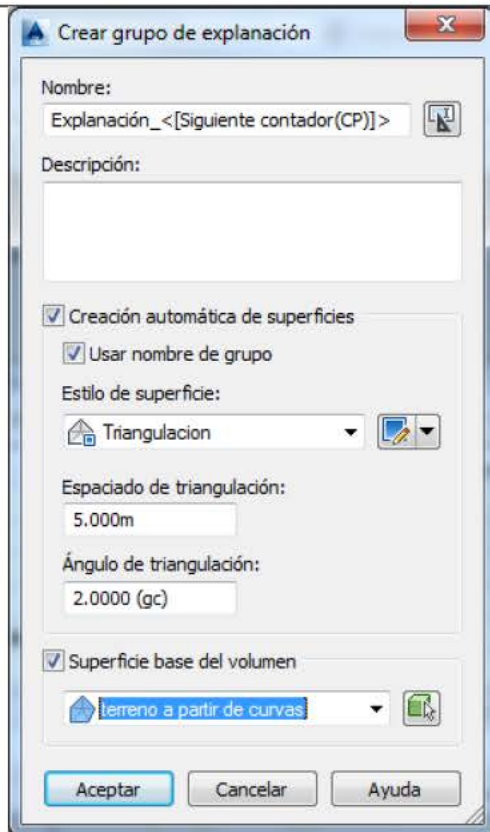 Crear grupo de explanación
Nombre:
Explanación_<[Siguiente contador(CP)]>
Descripción:
Creación automática de superficies
Usar nombre de grupo
Estilo de superficie:
Triangulacion
Espaciado de triangulación:
5.000m
Ángulo de triangulación:
2.0000 (gc)
Superficie base del volumen
terreno a partir de curvas
Aceptar Cancelar Ayuda